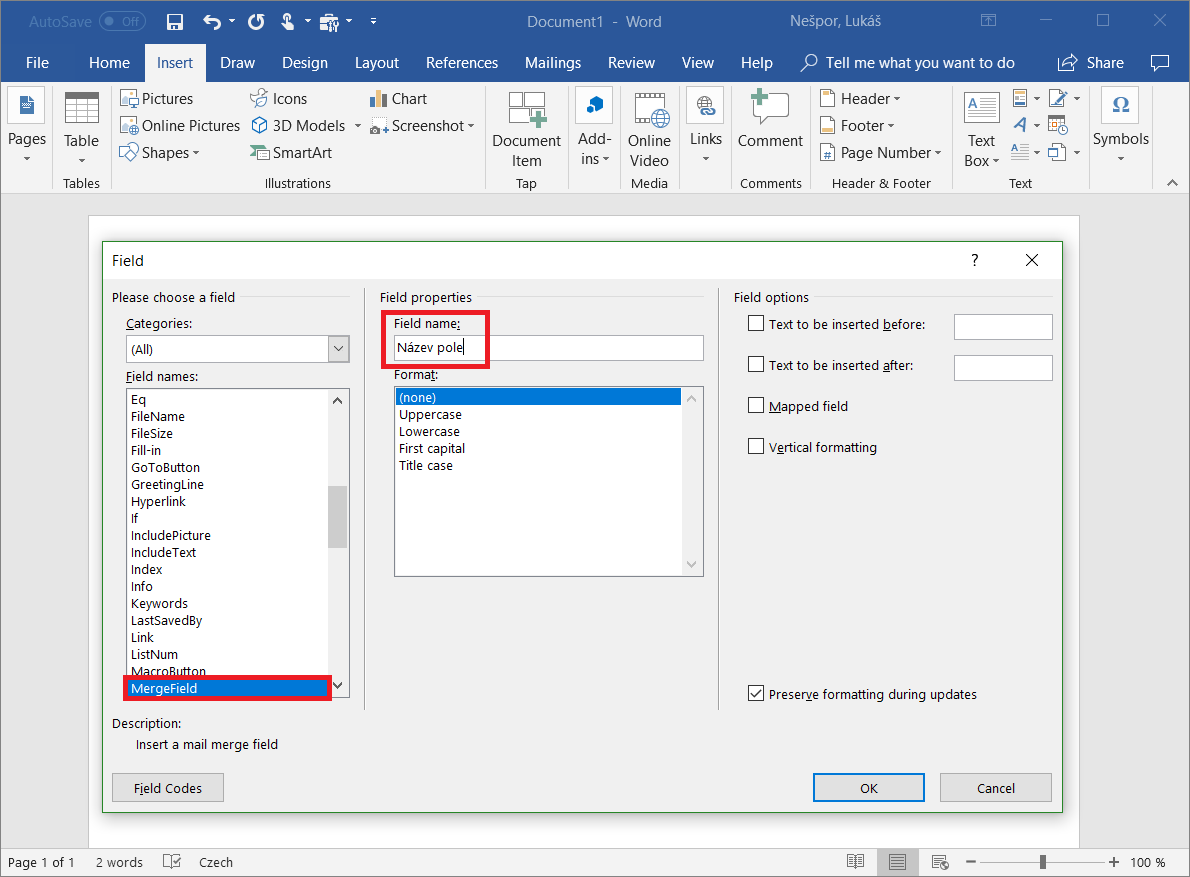 AutoSave Off Document1 - Word Nešpor, Lukáš
File Home Insert Draw Design Layout References Mailings Review View Help Tell me what you want to do Share
Pages
Table
Tables
Pictures
Online Pictures
Shapes
Icons
3D Models
SmartArt
Chart
Screenshot
Illustrations
Document
Item
Tap
Add-
ins
Online
Video
Media
Links
Comment
Comments
Header
Footer
Page Number
Header & Footer
Text
Box
Text
Symbols
Field ?
Please choose a field
Categories:
(All)
Field names:
Eq
FileName
FileSize
Fill-in
GoToButton
GreetingLine
Hyperlink
If
IncludePicture
IncludeText
Index
Info
Keywords
LastSavedBy
Link
ListNum
MacroButton
MergeField
Description:
Insert a mail merge field
Field Codes
Field properties
Field name:
Název pole
Format:
(none)
Uppercase
Lowercase
First capital
Title case
Field options
Text to be inserted before:
Text to be inserted after:
Mapped field
Vertical formatting
Preserve formatting during updates
OK Cancel
Page 1 of 1 2 words Czech 100 %